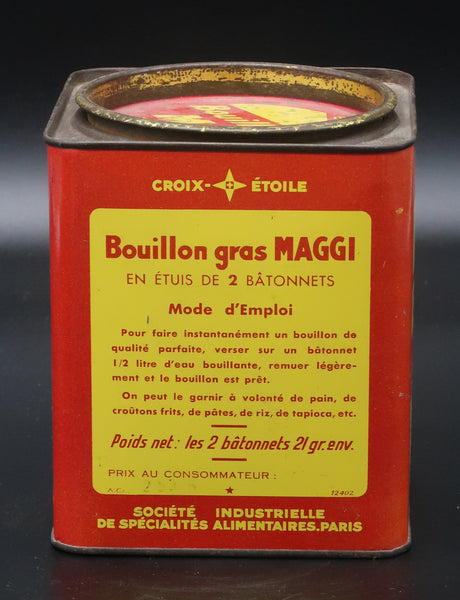 Bouillon
CROIX-ÉTOILE
Bouillon gras MAGGI
EN ÉTUIS DE 2 BÂTONNETS
Mode d'Emploi
Pour faire instantanément un bouillon de
qualité parfaite, verser sur un bâtonnet
1/2 litre d'eau bouillante, remuer légère-
ment et le bouillon est prêt.
On peut le garnir à volonté de pain, de
croûtons frits, de pâtes, de riz, de tapioca, etc.
Poids net: les 2 bâtonnets 21 gr. env.
PRIX AU CONSOMMATEUR :
12402
SOCIÉTÉ INDUSTRIELLE
DE SPÉCIALITÉS ALIMENTAIRES.PARIS